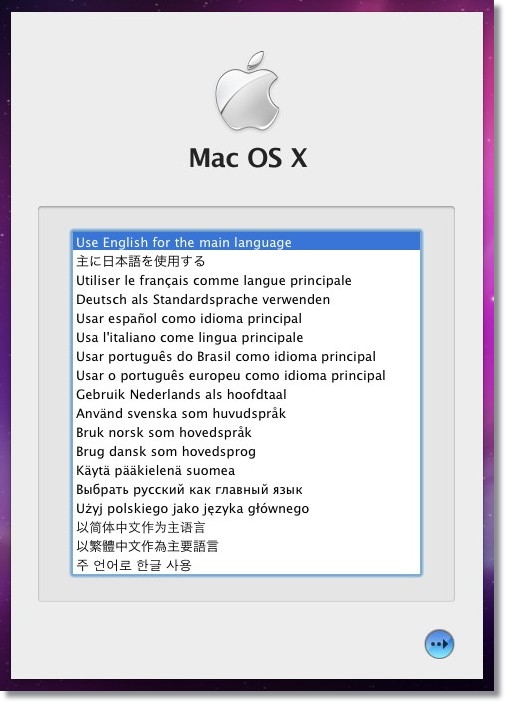 Mac OS X
Use English for the main language
主に日本語を使用する
Utiliser le français comme langue principale
Deutsch als Standardsprache verwenden
Usar español como idioma principal
Usa l'italiano come lingua principale
Usar português do Brasil como idioma principal
Usar o português europeu como idioma principal
Gebruik Nederlands als hoofdtaal
Använd svenska som huvudspråk
Bruk norsk som hovedspråk
Brug dansk som hovedsprog
Käytä pääkielenä suomea
Выбрать русский как главный язык
Użyj polskiego jako języka głównego
以简体中文作为主语言
以繁體中文作為主要語言
주 언어로 한글 사용